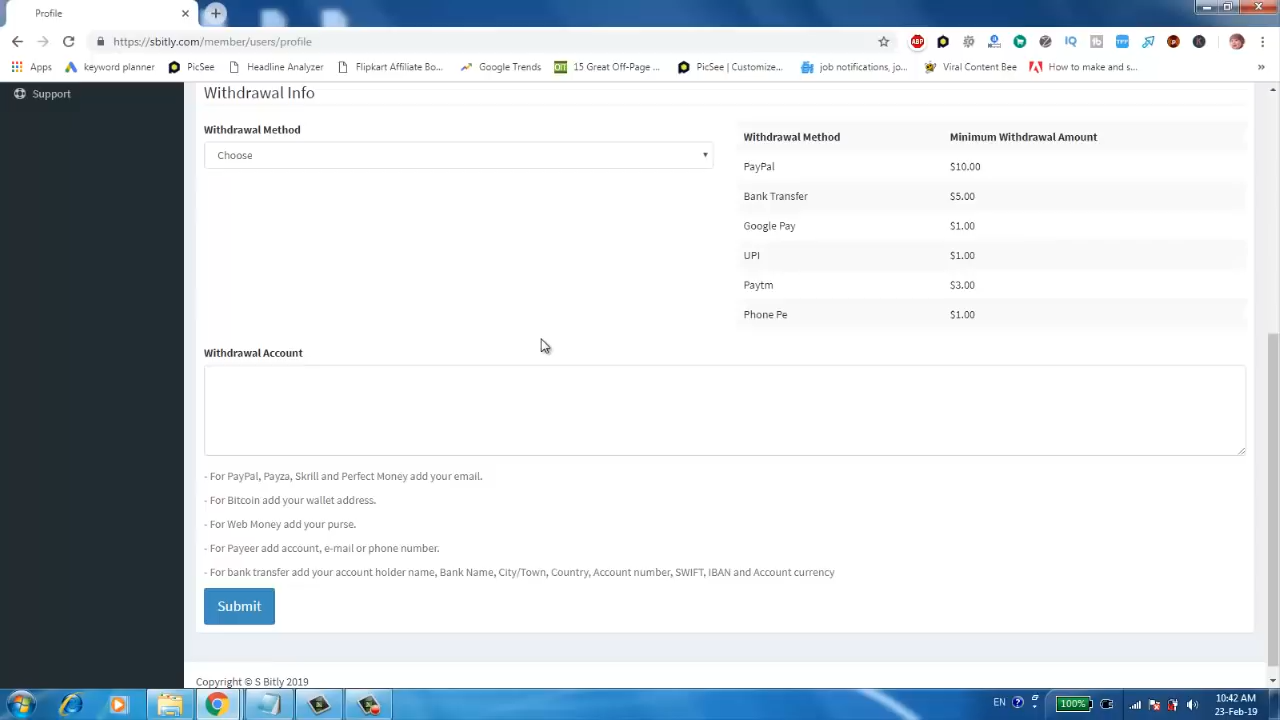 Profile
https://sbitly.com/member/users/profile
Apps keyword planner PicSee Headline Analyzer Flipkart Affiliate Bo... Google Trends 15 Great Off-Page ... PicSee | Customize... job notifications, jo... Viral Content Bee How to make and s... »
Support
Withdrawal Info
Withdrawal Method
Choose
Withdrawal Method Minimum Withdrawal Amount
PayPal $10.00
Bank Transfer $5.00
Google Pay $1.00
UPI $1.00
Paytm $3.00
Phone Pe $1.00
Withdrawal Account
- For PayPal, Payza, Skrill and Perfect Money add your email.
- For Bitcoin add your wallet address.
- For Web Money add your purse.
- For Payeer add account, e-mail or phone number.
- For bank transfer add your account holder name, Bank Name, City/Town, Country, Account number, SWIFT, IBAN and Account currency
Submit
Copyright © S Bitly 2019
EN 100% 10:42 AM
23-Feb-19